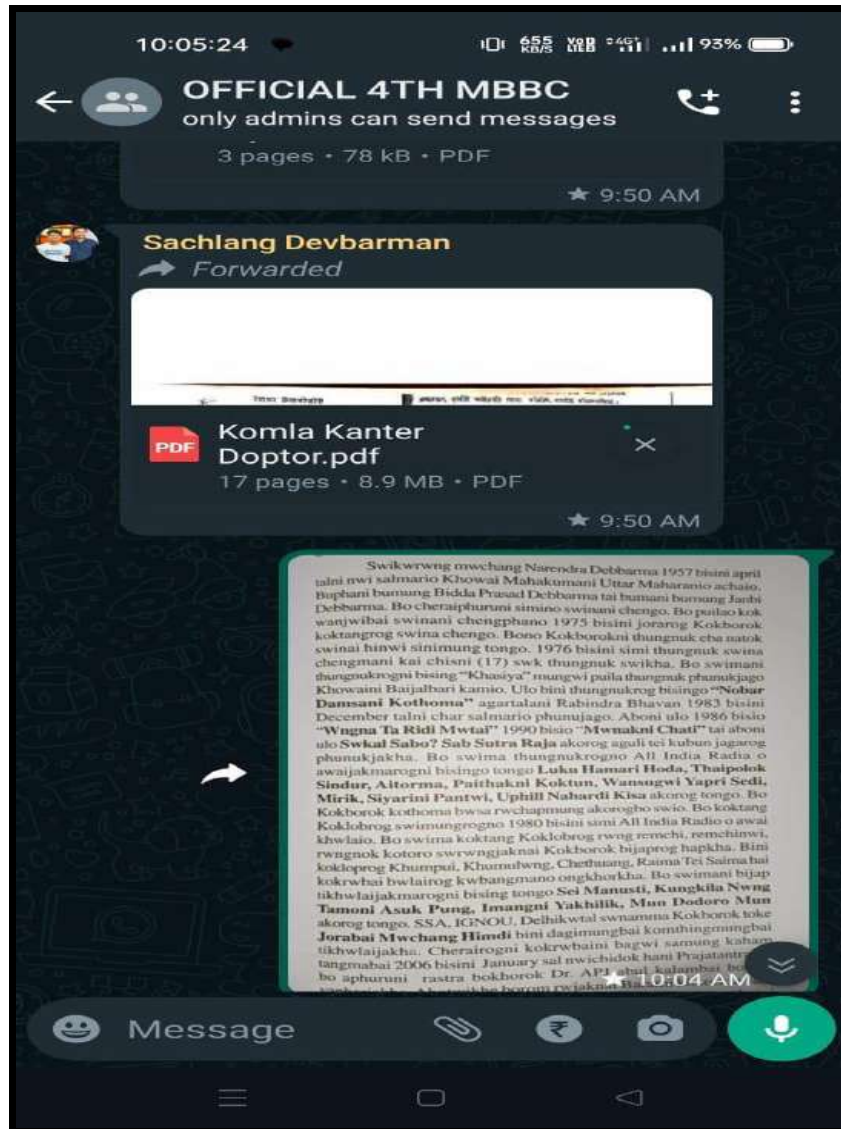 10:05:24 655 KB/S Vo9 4G+ 93%
OFFICIAL 4TH MBBC
only admins can send messages
3 pages • 78 kB • PDF
9:50 AM
Sachlang Devbarman
Forwarded
PDF
Komla Kanter
Doptor.pdf
17 pages • 8.9 MB • PDF
9:50 AM
Swikwrwng mwchang Narendra Debbarma 1957 bisini april
talni nwi salmario Khowai Mahakumani Uttar Maharanio achaio.
Buphani bumung Bidda Prasad Debbarma tai bumani bumung Janbi
Debbarma. Bo cheraiphuruni simino swinani chengo. Bo puilao kok
wanjwibai swinani chengphano 1975 bisini jorarog Kokborok
koktangrog swina chengo. Bono Kokborokni thungnuk eba natok
swinai hinwi sinimung tongo. 1976 bisini simi thungnuk swina
chengmani kai chisni (17) swk thungnuk swikha. Bo swimani
thungnukrogni bising "Khasiya" mungwi puila thungnuk phunukjago
Khowaini Baijalbari kamio. Ulo bini thungnukrog bisingo "Nobar
Damsani Kothoma" agartalani Rabindra Bhavan 1983 bisini
December talni char salmario phunujago. Aboni ulo 1986 bisio
"Wngna Ta Ridi Mwtai" 1990 bisio "Mwnakni Chati" tai aboni
ulo Swkal Sabo? Sab Sutra Raja akorog aguli tei kubun jagarog
phunukjakha. Bo swima thungnukrogno All India Radia o
awaijakmarogni bisingo tongo Luku Hamari Hoda, Thaipolok
Sindur, Aitorma, Paithakni Koktun, Wansugwi Yapri Sedi,
Mirik, Siyarini Pantwi, Uphill Nahardi Kisa akorog tongo. Bo
Kokborok kothoma bwsa rwchapmung akorogbo swio. Bo koktang
Koklobrog swimungrogno 1980 bisini simi All India Radio o awai
khwlaio. Bo swima koktang Koklobrog rwng remchi, remchinwi,
rwngnok kotoro swrwngjaknai Kokborok bijaprog hapkha. Bini
kokloprog Khumpui, Khumulwng, Chethuang, Raima Tei Saima bai
kokrwbai bwlairog kwbangmano ongkhorkha. Bo swimani bijap
tikhwlaijakmarogni bising tongo Sei Manusti, Kungkila Nwng
Tamoni Asuk Pung, Imangni Yakhilik, Mun Dodoro Mun
akorog tongo. SSA, IGNOU, Delhikwtal swnamma Kokborok toke
Jorabai Mwchang Himdi bini dagimungbai komthingmungbai
tikhwlaijakha. Cherairogni kokrwbaini bagwi samung kaham
tangmabai 2006 bisini January sal nwichidok hani Prajatantra
bo aphuruni rastra bokborok Dr. APJ abul kalambai
10:04 AM
Message